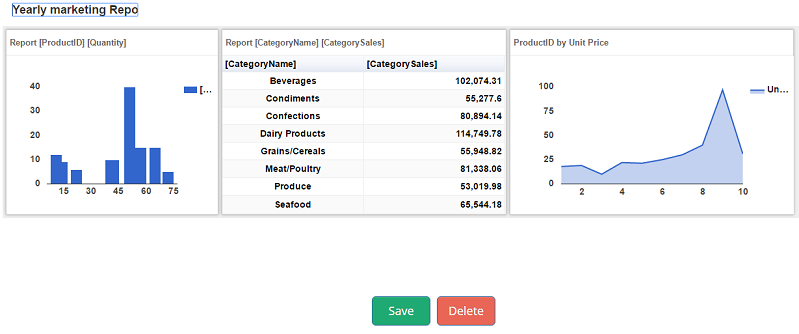 Yearly marketing Repo
Report [ProductID] [Quantity]
40
30
20
10
0
15 30 45 60 75
[...
Report [CategoryName] [CategorySales]
[CategoryName] [CategorySales]
Beverages 102,074.31
Condiments 55,277.6
Confections 80,894.14
Dairy Products 114,749.78
Grains/Cereals 55,948.82
Meat/Poultry 81,338.06
Produce 53,019.98
Seafood 65,544.18
ProductID by Unit Price
100
75
50
25
0
2 4 6 8 10
Un...
Save Delete